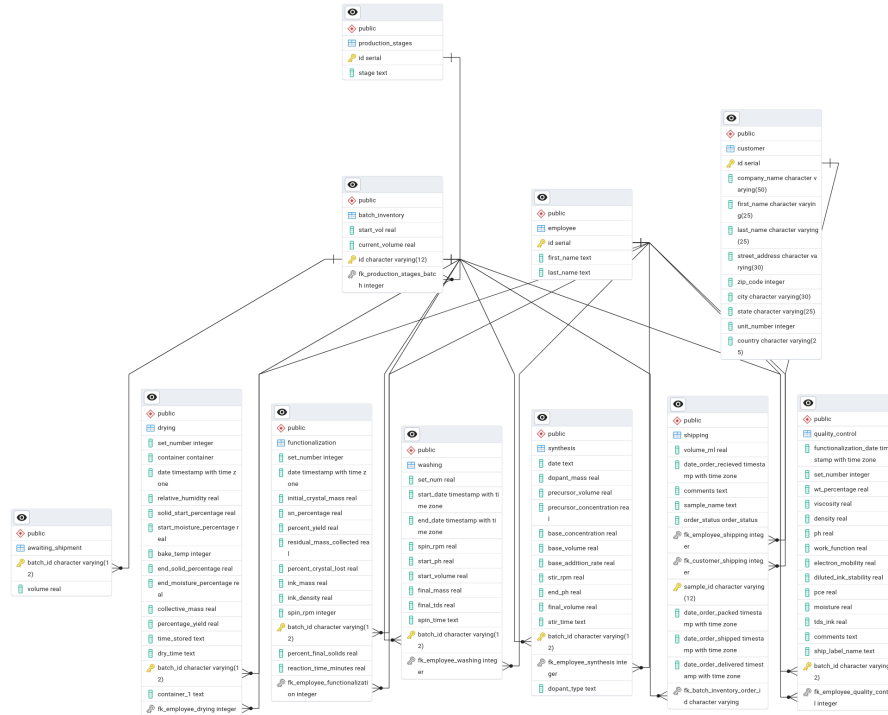 public
production_stages
id serial
stage text
public
customer
id serial
company_name character v
arying(50)
first_name character varyin
g(25)
last_name character varying
(25)
street_address character va
rying(30)
zip_code integer
city character varying(30)
state character varying(25)
unit_number integer
country character varying(2
5)
public
batch_inventory
start_vol real
current_volume real
id character varying(12)
fk_production_stages_batc
h integer
public
employee
id serial
first_name text
last_name text
public
awaiting_shipment
batch_id character varying(1
2)
volume real
public
drying
set_number integer
container container
date timestamp with time z
one
relative_humidity real
solid_start_percentage real
start_moisture_percentage r
eal
bake_temp integer
end_solid_percentage real
end_moisture_percentage re
al
collective_mass real
percentage_yield real
time_stored text
dry_time text
batch_id character varying(1
2)
container_1 text
fk_employee_drying integer
public
functionalization
set_number integer
date timestamp with time z
one
initial_crystal_mass real
sn_percentage real
percent_yield real
residual_mass_collected rea
l
percent_crystal_lost real
ink_mass real
ink_density real
spin_rpm integer
batch_id character varying(1
2)
percent_final_solids real
reaction_time_minutes real
fk_employee_functionalizati
on integer
public
washing
set_num real
start_date timestamp with ti
me zone
end_date timestamp with ti
me zone
spin_rpm real
start_ph real
start_volume real
final_mass real
final_tds real
spin_time text
batch_id character varying(1
2)
fk_employee_washing integ
er
public
synthesis
date text
dopant_mass real
precursor_volume real
precursor_concentration rea
l
base_concentration real
base_volume real
base_addition_rate real
stir_rpm real
end_ph real
final_volume real
stir_time text
batch_id character varying(1
2)
fk_employee_synthesis inte
ger
dopant_type text
public
shipping
volume_ml real
date_order_recieved timesta
mp with time zone
comments text
sample_name text
order_status order_status
fk_employee_shipping integ
er
fk_customer_shipping integ
er
sample_id character varying
(12)
date_order_packed timesta
mp with time zone
date_order_shipped timesta
mp with time zone
date_order_delivered timest
amp with time zone
fk_batch_inventory_order_i
d character varying
public
quality_control
functionalization_date tim
stamp with time zone
set_number integer
wt_percentage real
viscosity real
density real
ph real
work_function real
electron_mobility real
diluted_ink_stability real
pce real
moisture real
tds_ink real
comments text
ship_label_name text
batch_id character varying
2)
fk_employee_quality_cont
l integer